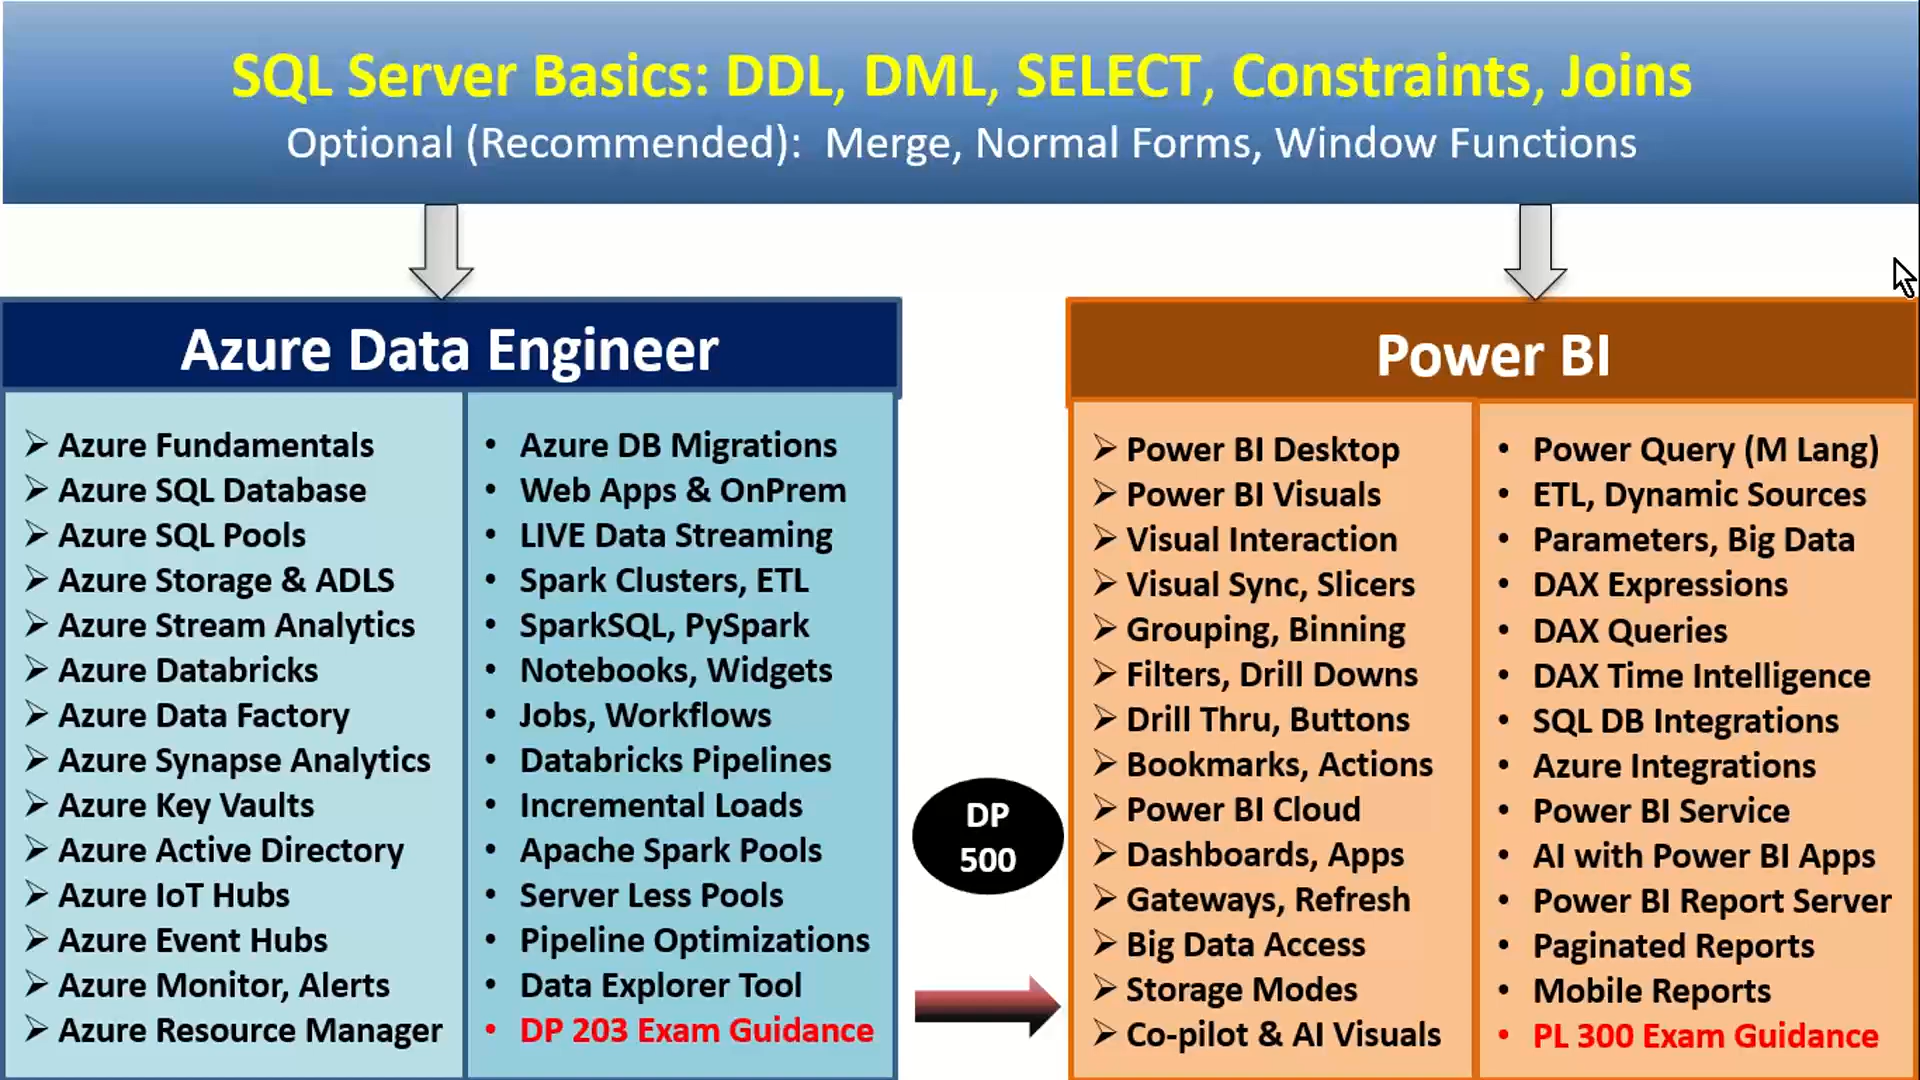 SQL Server Basics: DDL, DML, SELECT, Constraints, Joins
Optional (Recommended): Merge, Normal Forms, Window Functions
Azure Data Engineer
Azure Fundamentals
Azure SQL Database
Azure SQL Pools
Azure Storage & ADLS
Azure Stream Analytics
Azure Databricks
Azure Data Factory
Azure Synapse Analytics
Azure Key Vaults
Azure Active Directory
Azure IoT Hubs
Azure Event Hubs
Azure Monitor, Alerts
Azure Resource Manager
Azure DB Migrations
Web Apps & OnPrem
LIVE Data Streaming
Spark Clusters, ETL
SparkSQL, PySpark
Notebooks, Widgets
Jobs, Workflows
Databricks Pipelines
Incremental Loads
Apache Spark Pools
Server Less Pools
Pipeline Optimizations
Data Explorer Tool
DP 203 Exam Guidance
DP
500
Power BI
Power BI Desktop
Power BI Visuals
Visual Interaction
Visual Sync, Slicers
Grouping, Binning
Filters, Drill Downs
Drill Thru, Buttons
Bookmarks, Actions
Power BI Cloud
Dashboards, Apps
Gateways, Refresh
Big Data Access
Storage Modes
Co-pilot & AI Visuals
Power Query (M Lang)
ETL, Dynamic Sources
Parameters, Big Data
DAX Expressions
DAX Queries
DAX Time Intelligence
SQL DB Integrations
Azure Integrations
Power BI Service
AI with Power BI Apps
Power BI Report Server
Paginated Reports
Mobile Reports
PL 300 Exam Guidance